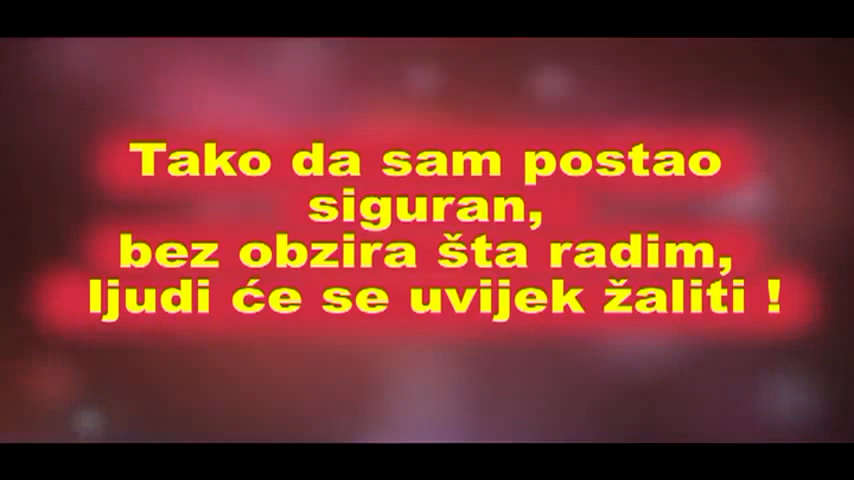 Tako da sam postao
siguran,
bez obzira šta radim,
ljudi će se uvijek žaliti !